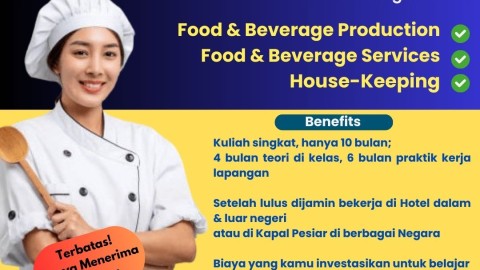 Food & Beverage Production
Food & Beverage Services
House-Keeping
Benefits
Kuliah singkat, hanya 10 bulan;
4 bulan teori di kelas, 6 bulan praktik kerja
lapangan
Setelah lulus dijamin bekerja di Hotel dalam
& luar negeri
atau di Kapal Pesiar di berbagai Negara
Biaya yang kamu investasikan untuk belajar
Terbatas!
Menerima